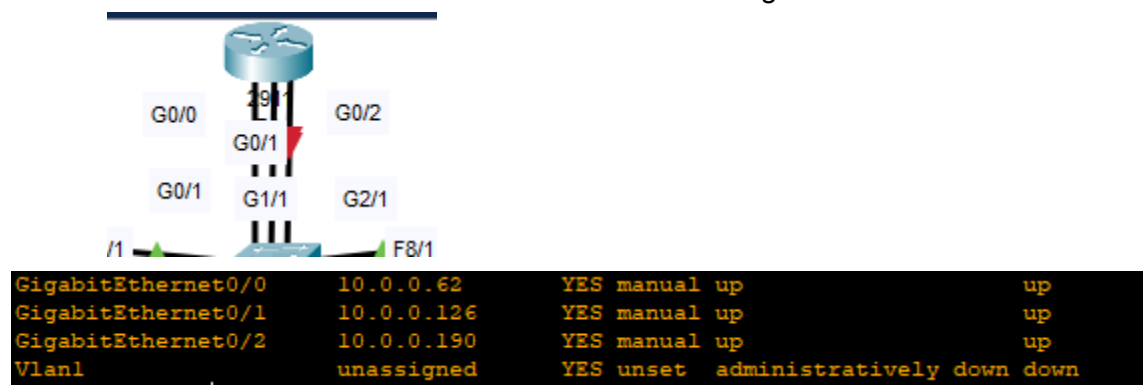 2911
G0/0
G0/2
G0/1
G0/1
G1/1
G2/1
/1
F8/1
GigabitEthernet0/0 10.0.0.62 YES manual up up
GigabitEthernet0/1 10.0.0.126 YES manual up up
GigabitEthernet0/2 10.0.0.190 YES manual up up
Vlan1 unassigned YES unset administratively down down